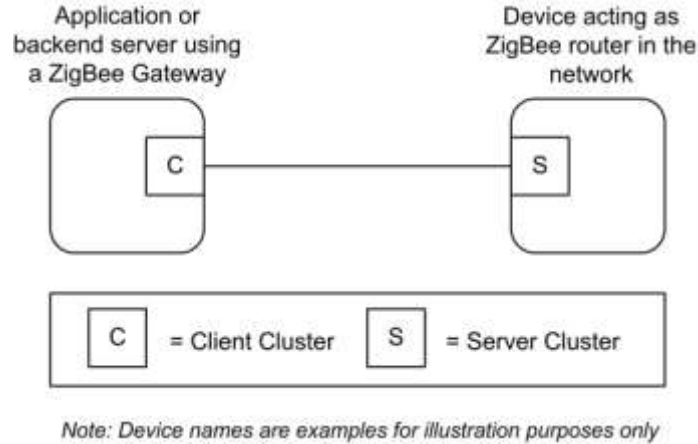 Application or
backend server using
a ZigBee Gateway
Device acting as
ZigBee router in the
network
C
S
C = Client Cluster
S = Server Cluster
Note: Device names are examples for illustration purposes only